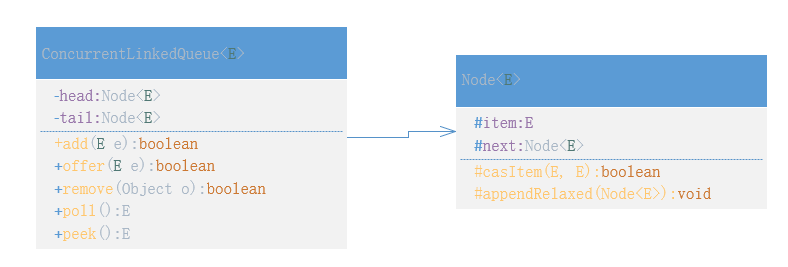 ConcurrentLinkedQueue<E>
-head:Node<E>
-tail:Node<E>
+add(E e):boolean
+offer(E e):boolean
+remove(Object o):boolean
+poll():E
+peek():E
Node<E>
#item:E
#next:Node<E>
#casItem(E, E):boolean
#appendRelaxed(Node<E>):void